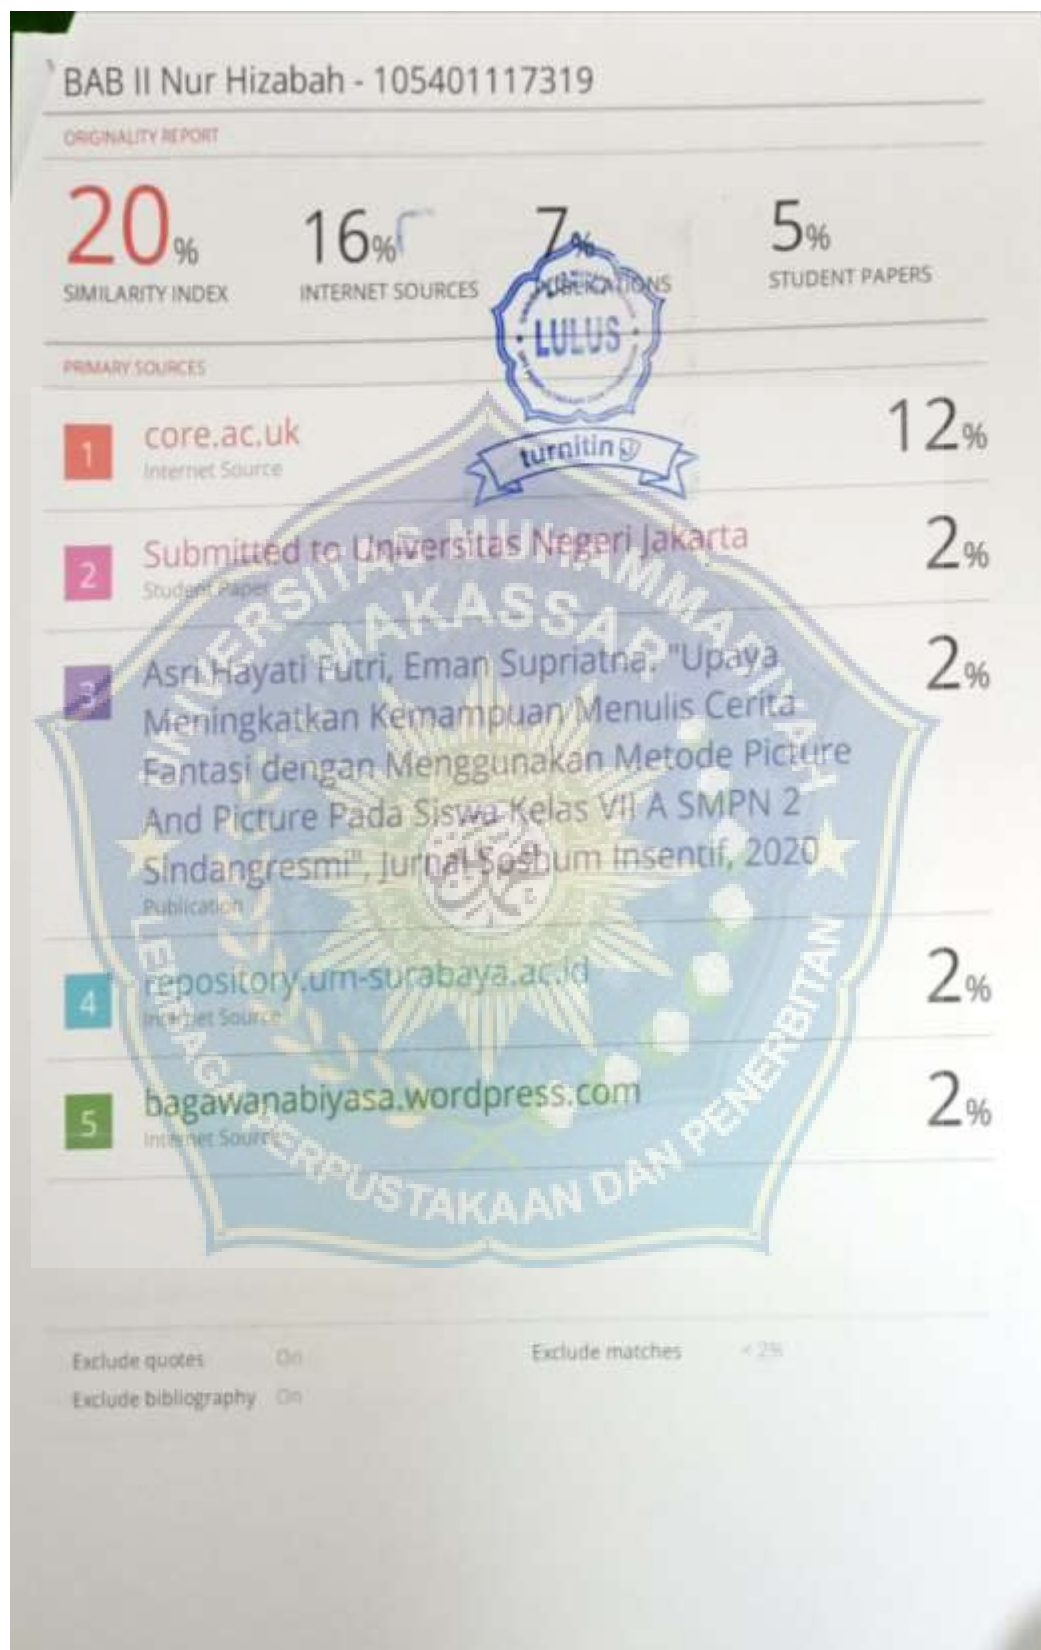 BAB II Nur Hizabah - 105401117319
ORIGINALITY REPORT
20%
SIMILARITY INDEX
16%
INTERNET SOURCES
7%
PUBLICATIONS
5%
STUDENT PAPERS
LULUS
turnitin
PRIMARY SOURCES
1
core.ac.uk
Internet Source
12%
2
Submitted to Universitas Negeri Jakarta
Student Paper
2%
3
Asri Hayati Futri, Eman Supriatna. "Upaya
Meningkatkan Kemampuan Menulis Cerita
Fantasi dengan Menggunakan Metode Picture
And Picture Pada Siswa Kelas VII A SMPN 2
Sindangresmi", Jurnal Soshum Insentif, 2020
Publication
2%
4
repository.um-surabaya.ac.id
Internet Source
2%
5
bagawanabiyasa.wordpress.com
Internet Source
2%
UNIVERSITAS MUHAMMADIYAH
MAKASSAR
LEMBAGA PERPUSTAKAAN DAN PENERBITAN
Exclude quotes On
Exclude matches < 2%
Exclude bibliography On